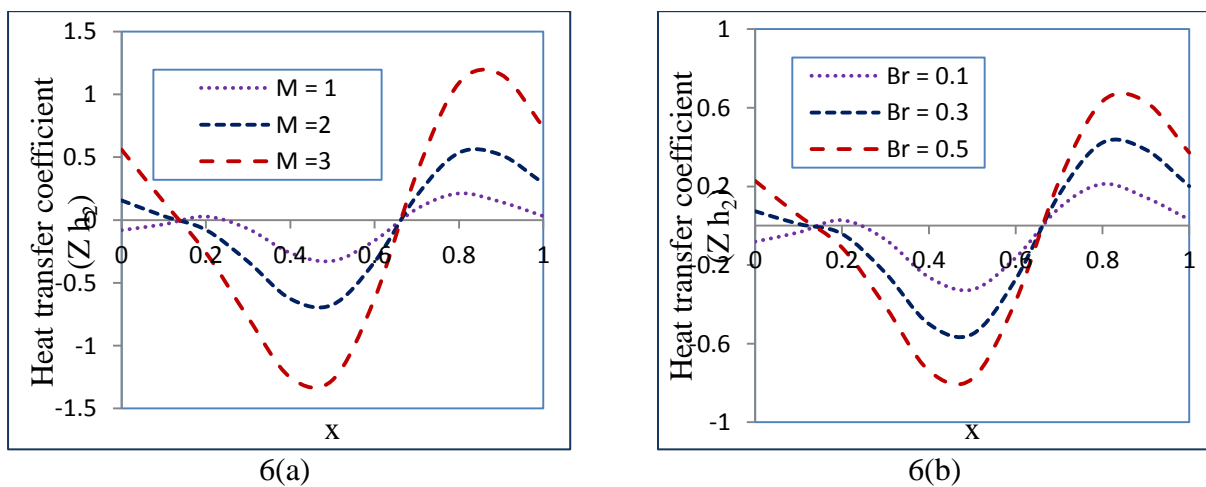 Heat transfer coefficient
(Z h2)
1.5
1
0.5
0
-0.5
-1
-1.5
0 0.2 0.4 0.6 0.8 1
x
M = 1
M =2
M =3
6(a)
Heat transfer coefficient
(Z h2)
1
0.6
0.2
-0.2
-0.6
-1
0 0.2 0.4 0.6 0.8 1
x
Br = 0.1
Br = 0.3
Br = 0.5
6(b)